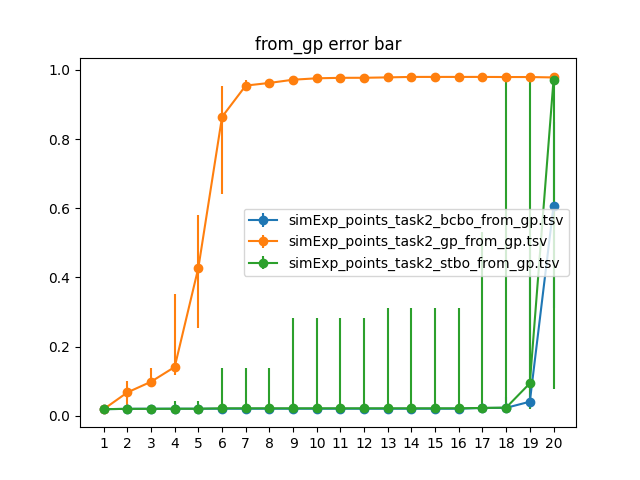 from_gp error bar
1.0
0.8
0.6
0.4
0.2
0.0
simExp_points_task2_bcbo_from_gp.tsv
simExp_points_task2_gp_from_gp.tsv
simExp_points_task2_stbo_from_gp.tsv
1 2 3 4 5 6 7 8 9 10 11 12 13 14 15 16 17 18 19 20